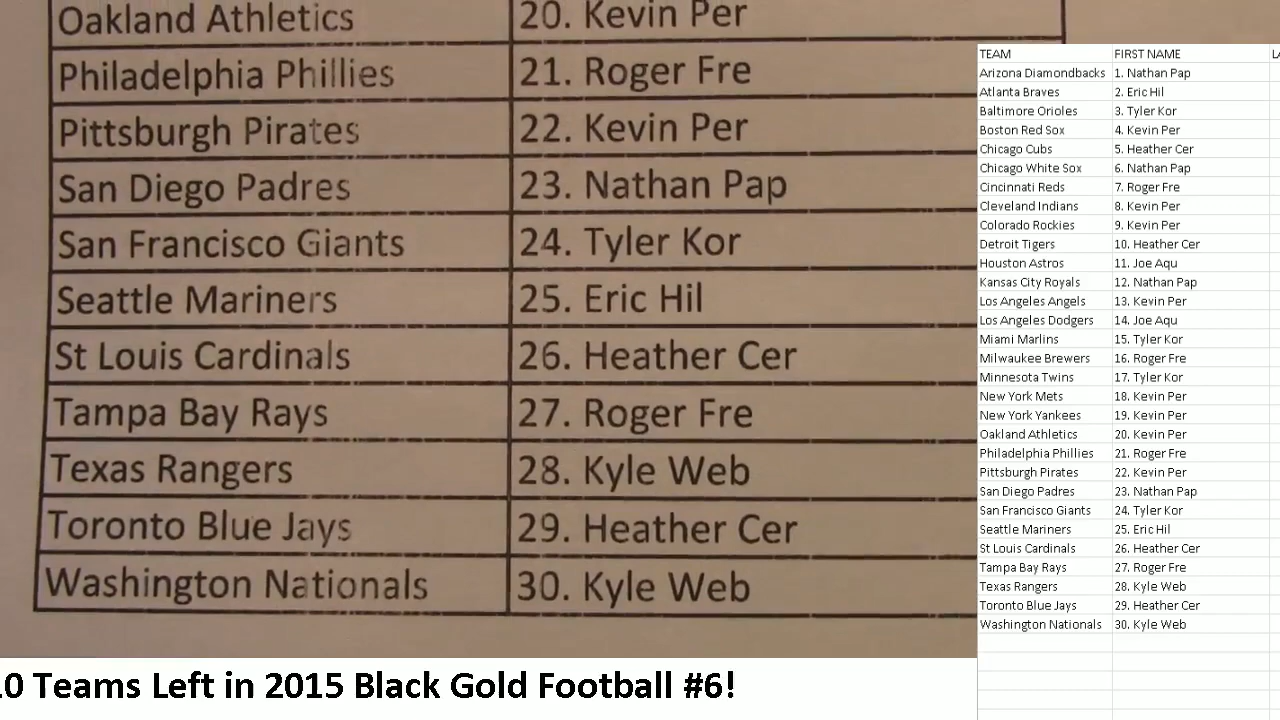 Oakland Athletics 20. Kevin Per
Philadelphia Phillies 21. Roger Fre
Pittsburgh Pirates 22. Kevin Per
San Diego Padres 23. Nathan Pap
San Francisco Giants 24. Tyler Kor
Seattle Mariners 25. Eric Hil
St Louis Cardinals 26. Heather Cer
Tampa Bay Rays 27. Roger Fre
Texas Rangers 28. Kyle Web
Toronto Blue Jays 29. Heather Cer
Washington Nationals 30. Kyle Web
TEAM FIRST NAME
Arizona Diamondbacks 1. Nathan Pap
Atlanta Braves 2. Eric Hil
Baltimore Orioles 3. Tyler Kor
Boston Red Sox 4. Kevin Per
Chicago Cubs 5. Heather Cer
Chicago White Sox 6. Nathan Pap
Cincinnati Reds 7. Roger Fre
Cleveland Indians 8. Kevin Per
Colorado Rockies 9. Kevin Per
Detroit Tigers 10. Heather Cer
Houston Astros 11. Joe Aqu
Kansas City Royals 12. Nathan Pap
Los Angeles Angels 13. Kevin Per
Los Angeles Dodgers 14. Joe Aqu
Miami Marlins 15. Tyler Kor
Milwaukee Brewers 16. Roger Fre
Minnesota Twins 17. Tyler Kor
New York Mets 18. Kevin Per
New York Yankees 19. Kevin Per
Oakland Athletics 20. Kevin Per
Philadelphia Phillies 21. Roger Fre
Pittsburgh Pirates 22. Kevin Per
San Diego Padres 23. Nathan Pap
San Francisco Giants 24. Tyler Kor
Seattle Mariners 25. Eric Hil
St Louis Cardinals 26. Heather Cer
Tampa Bay Rays 27. Roger Fre
Texas Rangers 28. Kyle Web
Toronto Blue Jays 29. Heather Cer
Washington Nationals 30. Kyle Web
10 Teams Left in 2015 Black Gold Football #6!